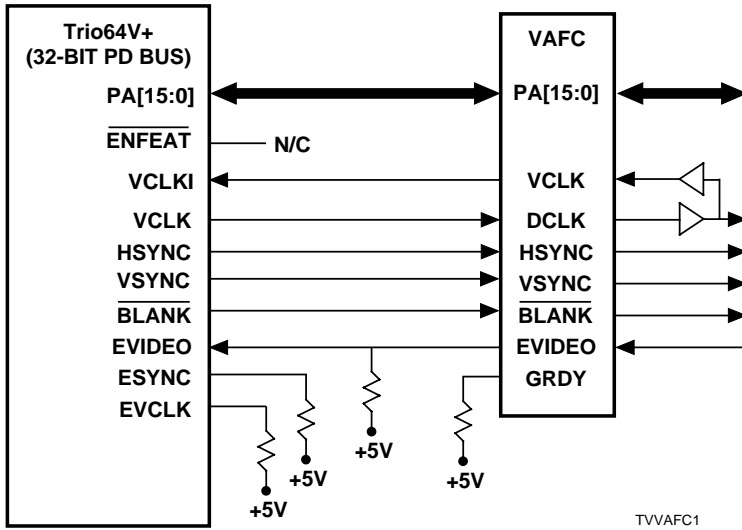 Trio64V+
(32-BIT PD BUS)
PA[15:0]
ENFEAT
N/C
VCLKI
VCLK
HSYNC
VSYNC
BLANK
EVIDEO
ESYNC
EVCLK
+5V
+5V
+5V
+5V
VAFC
PA[15:0]
VCLK
DCLK
HSYNC
VSYNC
BLANK
EVIDEO
GRDY
TVVAFC1